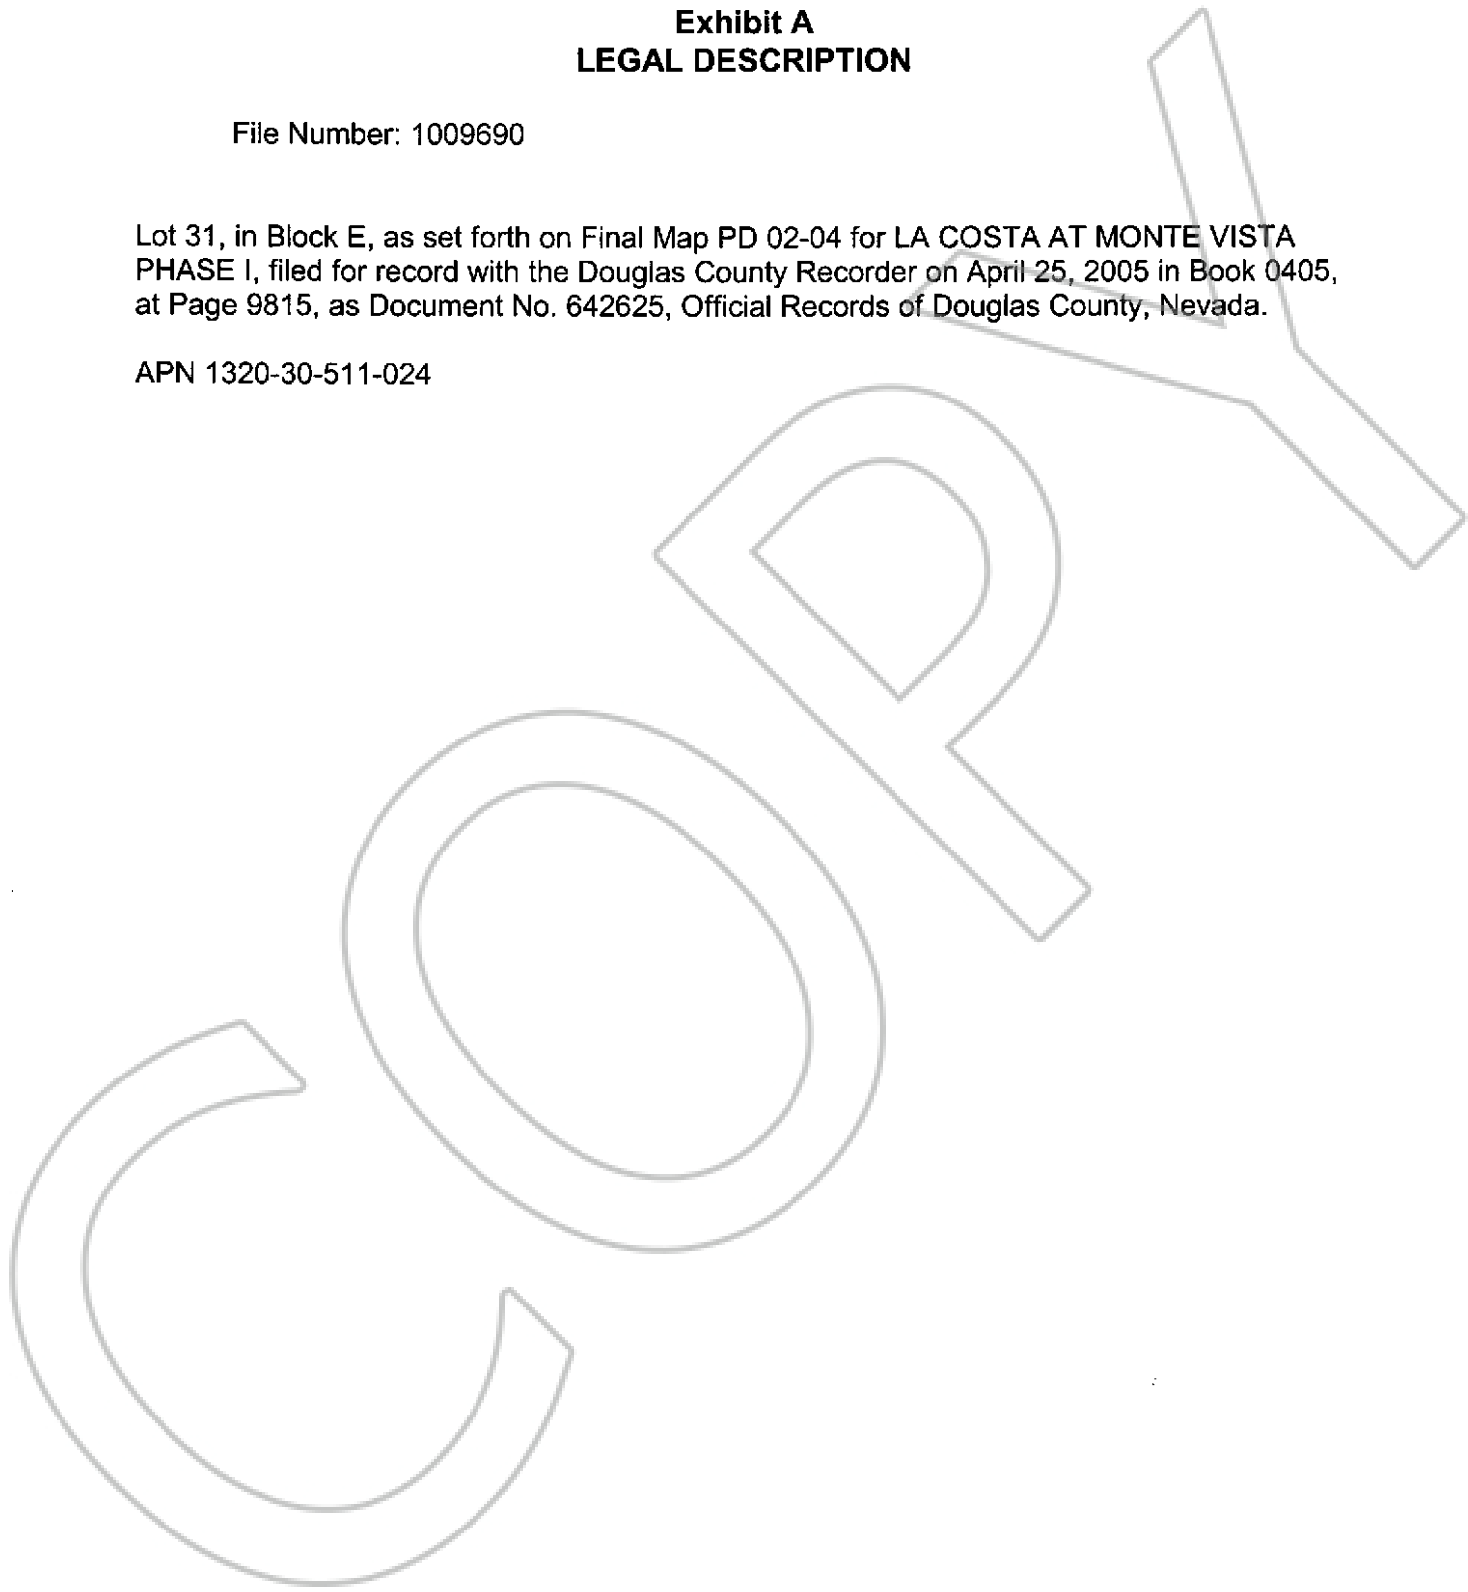 Exhibit A
LEGAL DESCRIPTION
File Number: 1009690
Lot 31, in Block E, as set forth on Final Map PD 02-04 for LA COSTA AT MONTE VISTA
PHASE I, filed for record with the Douglas County Recorder on April 25, 2005 in Book 0405,
at Page 9815, as Document No. 642625, Official Records of Douglas County, Nevada.
APN 1320-30-511-024
COPY